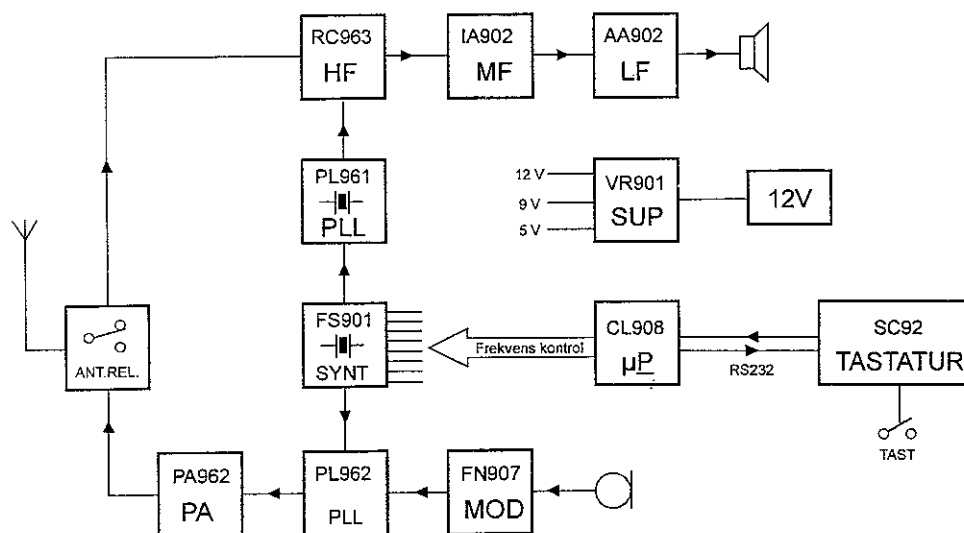 RC963
HF
IA902
MF
AA902
LF
PL961
PLL
12 V
9 V
5 V
VR901
SUP
12V
ANT.REL.
FS901
SYNT
Frekvens kontrol
CL908
µP
RS232
SC92
TASTATUR
TAST
PA962
PA
PL962
PLL
FN907
MOD